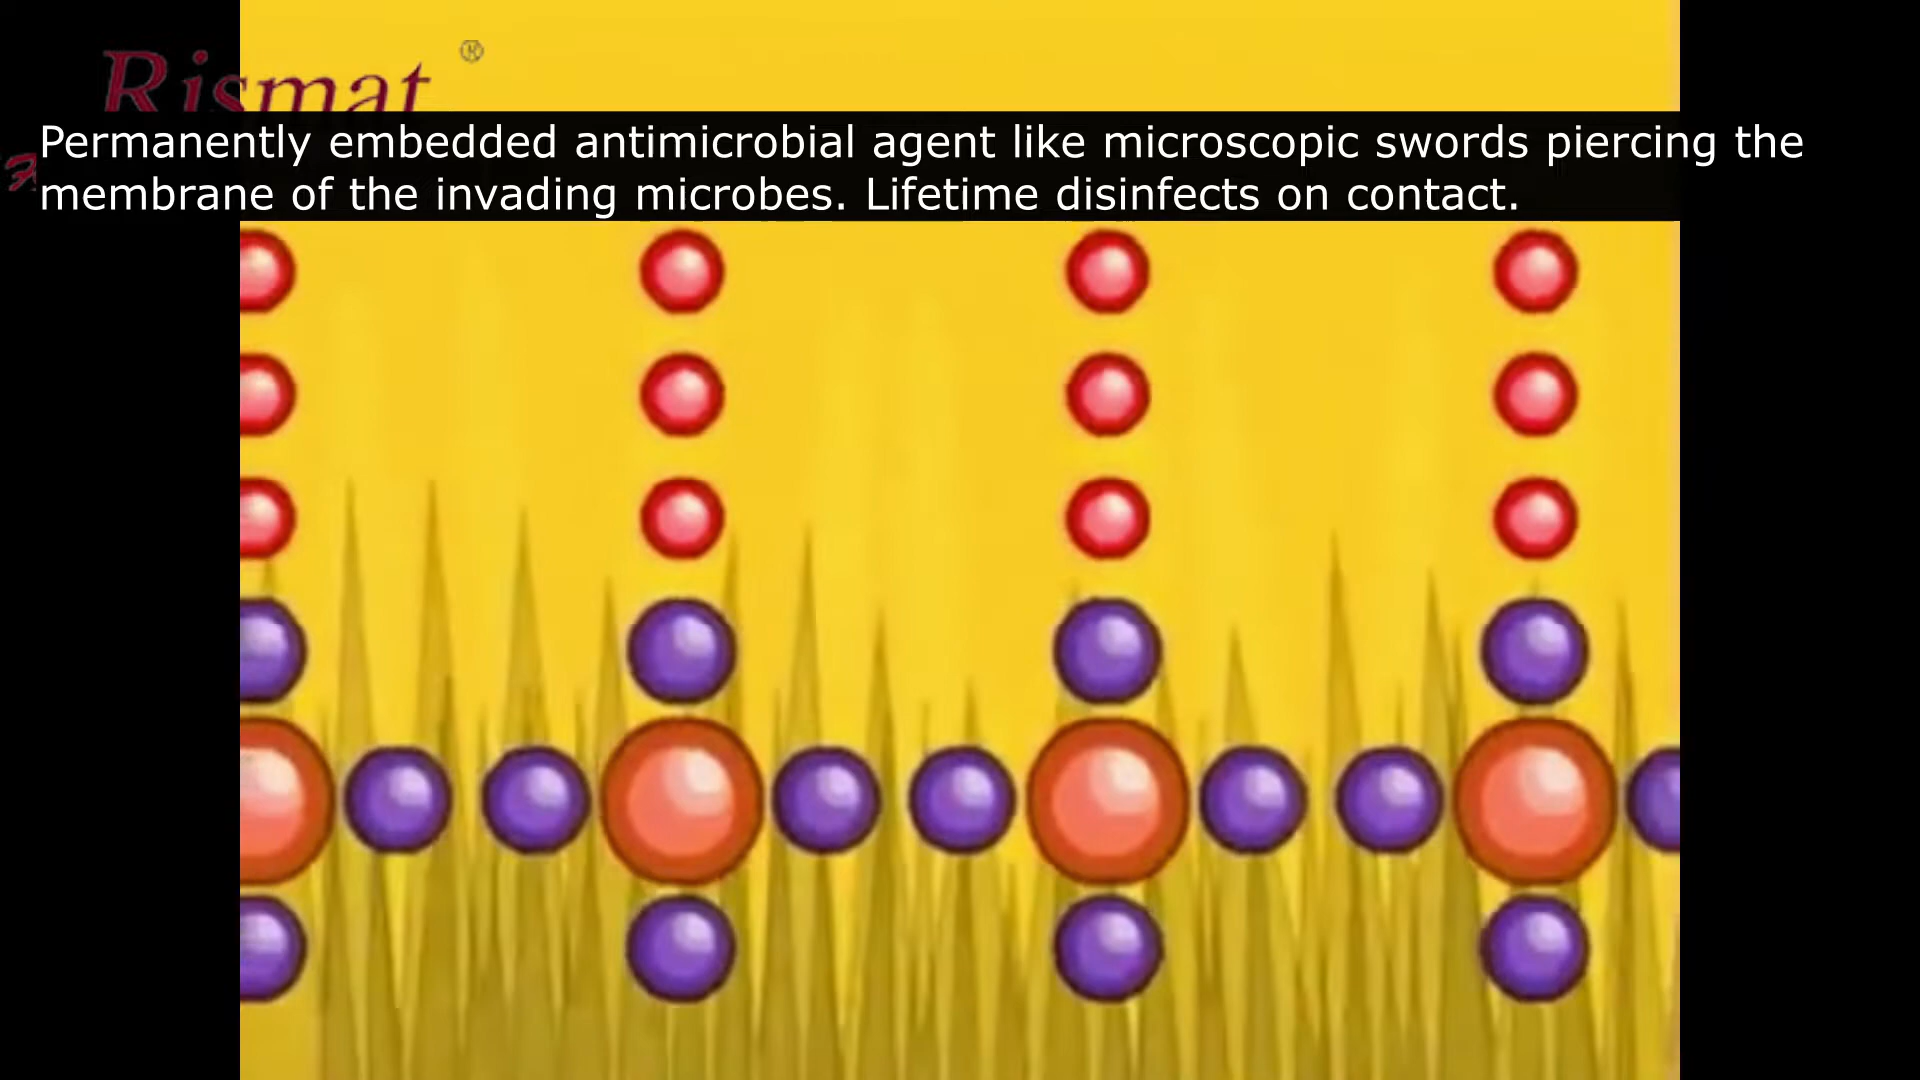 Rismat ®
Permanently embedded antimicrobial agent like microscopic swords piercing the
membrane of the invading microbes. Lifetime disinfects on contact.